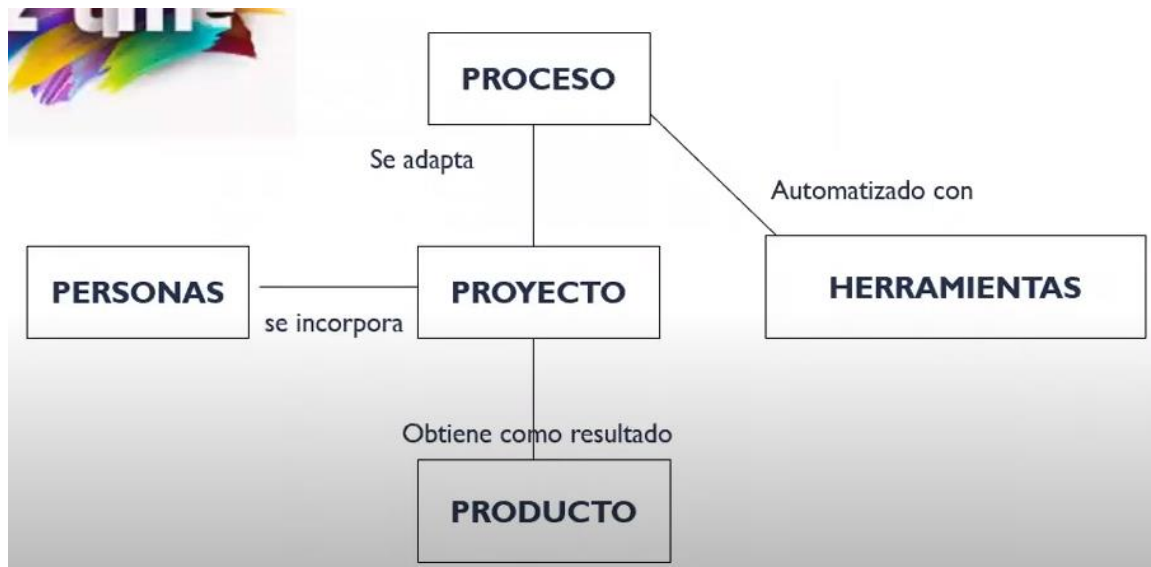 PROCESO
Se adapta
Automatizado con
PERSONAS
PROYECTO
HERRAMIENTAS
se incorpora
Obtiene como resultado
PRODUCTO